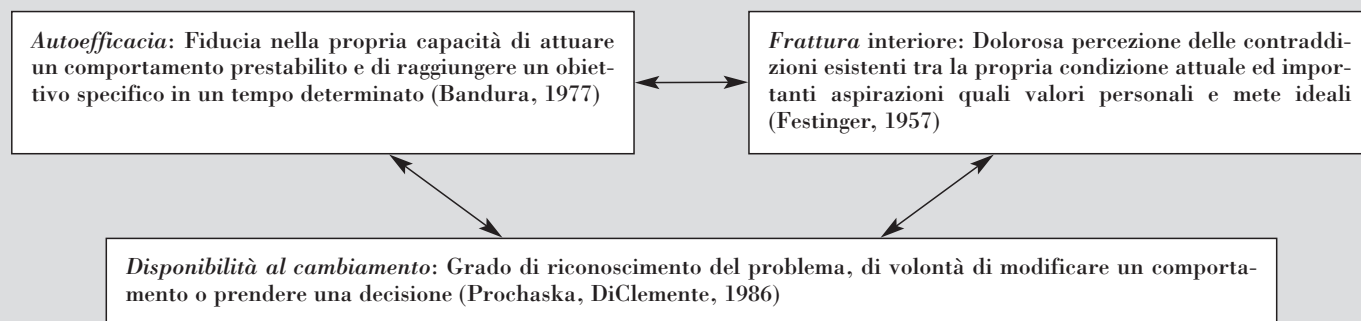 Autoefficacia: Fiducia nella propria capacità di attuare
un comportamento prestabilito e di raggiungere un obiet-
tivo specifico in un tempo determinato (Bandura, 1977)
Frattura interiore: Dolorosa percezione delle contraddi-
zioni esistenti tra la propria condizione attuale ed impor-
tanti aspirazioni quali valori personali e mete ideali
(Festinger, 1957)
Disponibilità al cambiamento: Grado di riconoscimento del problema, di volontà di modificare un comporta-
mento o prendere una decisione (Prochaska, DiClemente, 1986)